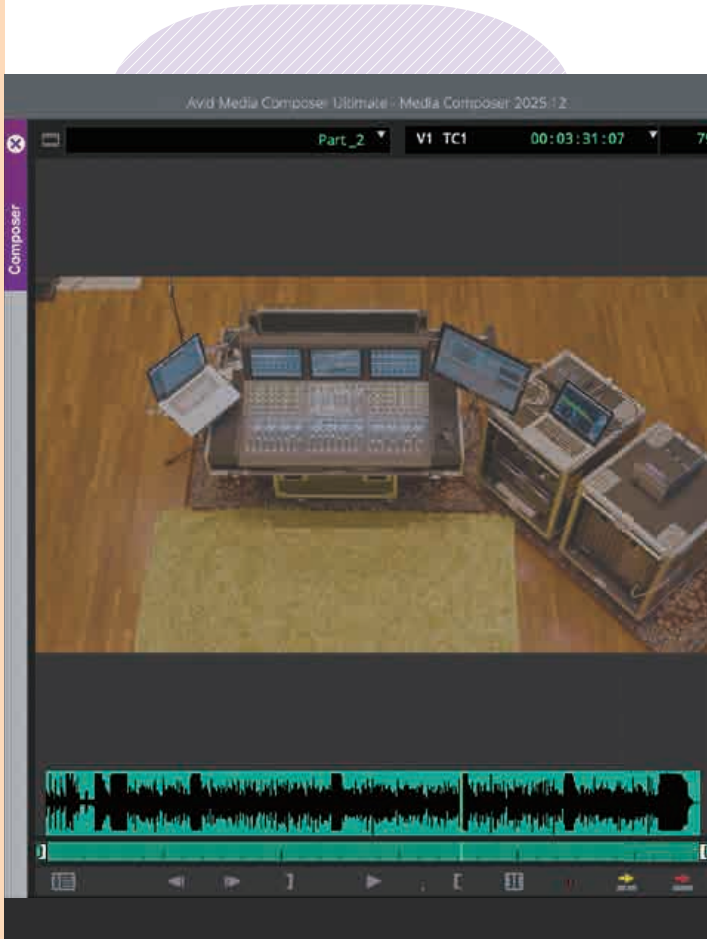 Avid Media Composer Ultimate - Media Composer 2025.12
Part_2
V1 TC1
00:03:31:07
Composer